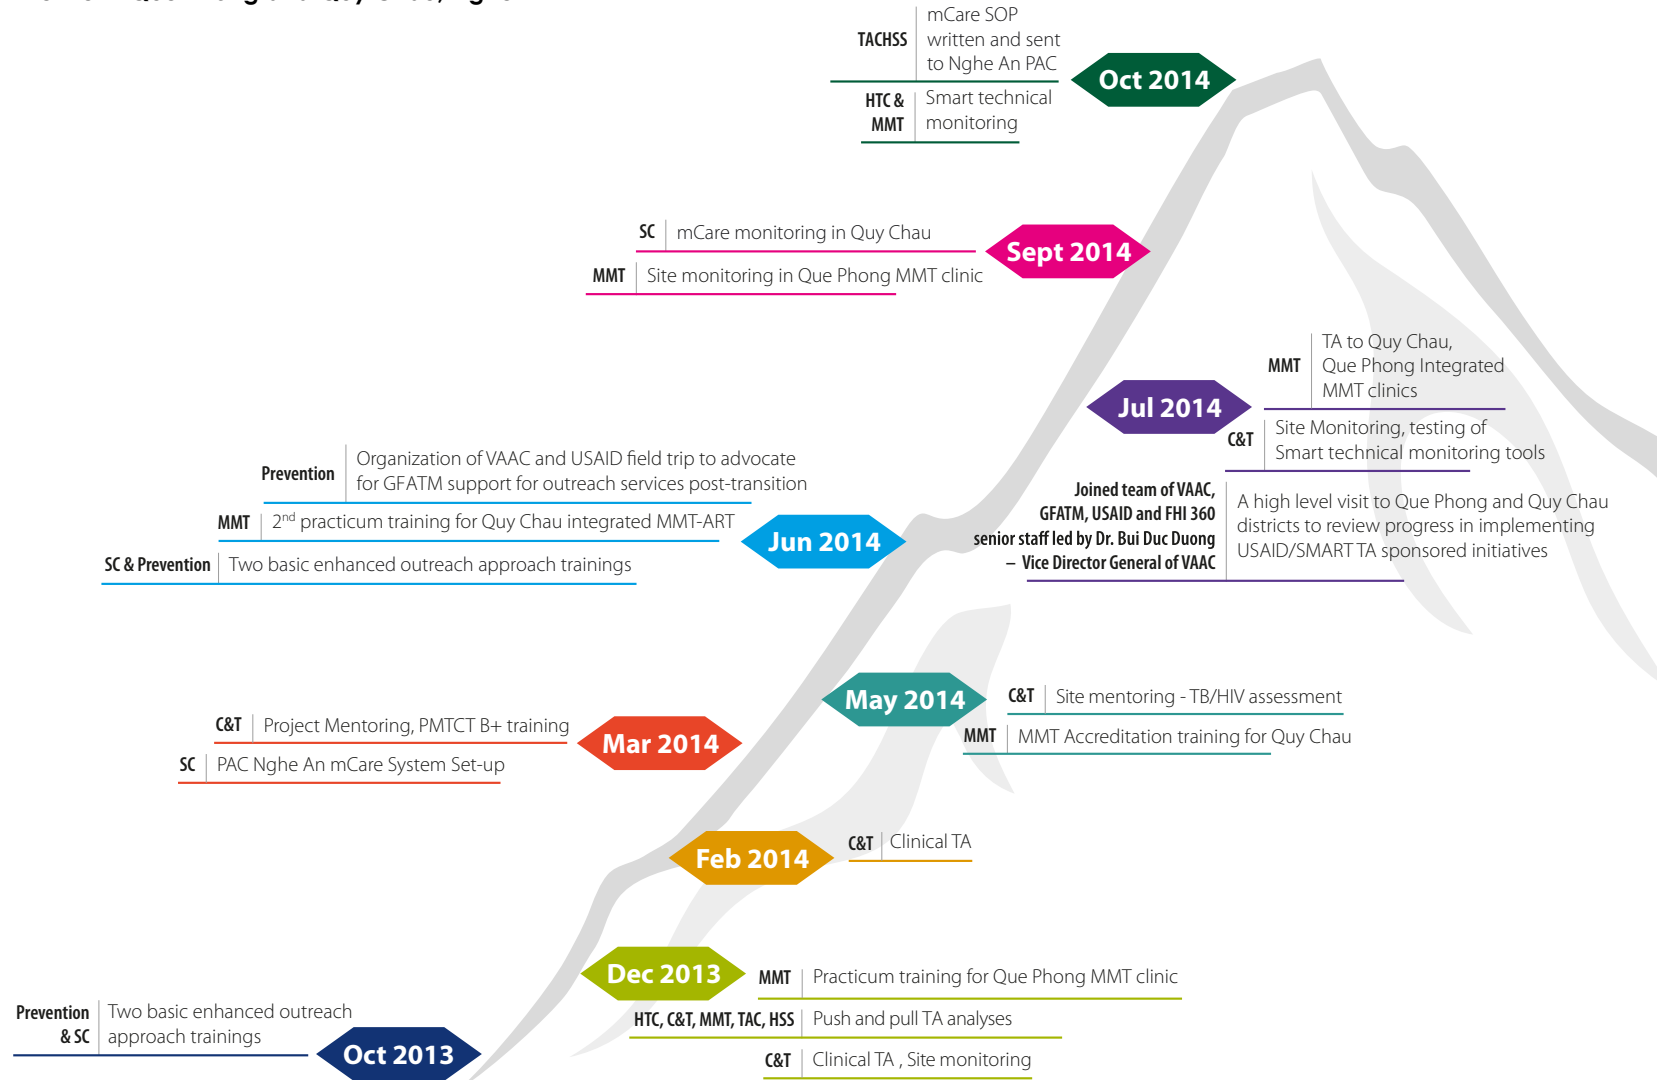 TACHSS
mCare SOP
written and sent
to Nghe An PAC
Oct 2014
HTC &
MMT
Smart technical
monitoring
SC
mCare monitoring in Quy Chau
Sept 2014
MMT
Site monitoring in Que Phong MMT clinic
Jul 2014
MMT
TA to Quy Chau,
Que Phong Integrated
MMT clinics
C&T
Site Monitoring, testing of
Smart technical monitoring tools
Joined team of VAAC,
GFATM, USAID and FHI 360
senior staff led by Dr. Bui Duc Duong
– Vice Director General of VAAC
A high level visit to Que Phong and Quy Chau
districts to review progress in implementing
USAID/SMART TA sponsored initiatives
Prevention
Organization of VAAC and USAID field trip to advocate
for GFATM support for outreach services post-transition
MMT
2nd practicum training for Quy Chau integrated MMT-ART
Jun 2014
SC & Prevention
Two basic enhanced outreach approach trainings
May 2014
C&T
Site mentoring - TB/HIV assessment
MMT
MMT Accreditation training for Quy Chau
C&T
Project Mentoring, PMTCT B+ training
Mar 2014
SC
PAC Nghe An mCare System Set-up
Feb 2014
C&T
Clinical TA
Dec 2013
MMT
Practicum training for Que Phong MMT clinic
HTC, C&T, MMT, TAC, HSS
Push and pull TA analyses
C&T
Clinical TA , Site monitoring
Prevention
& SC
Two basic enhanced outreach
approach trainings
Oct 2013